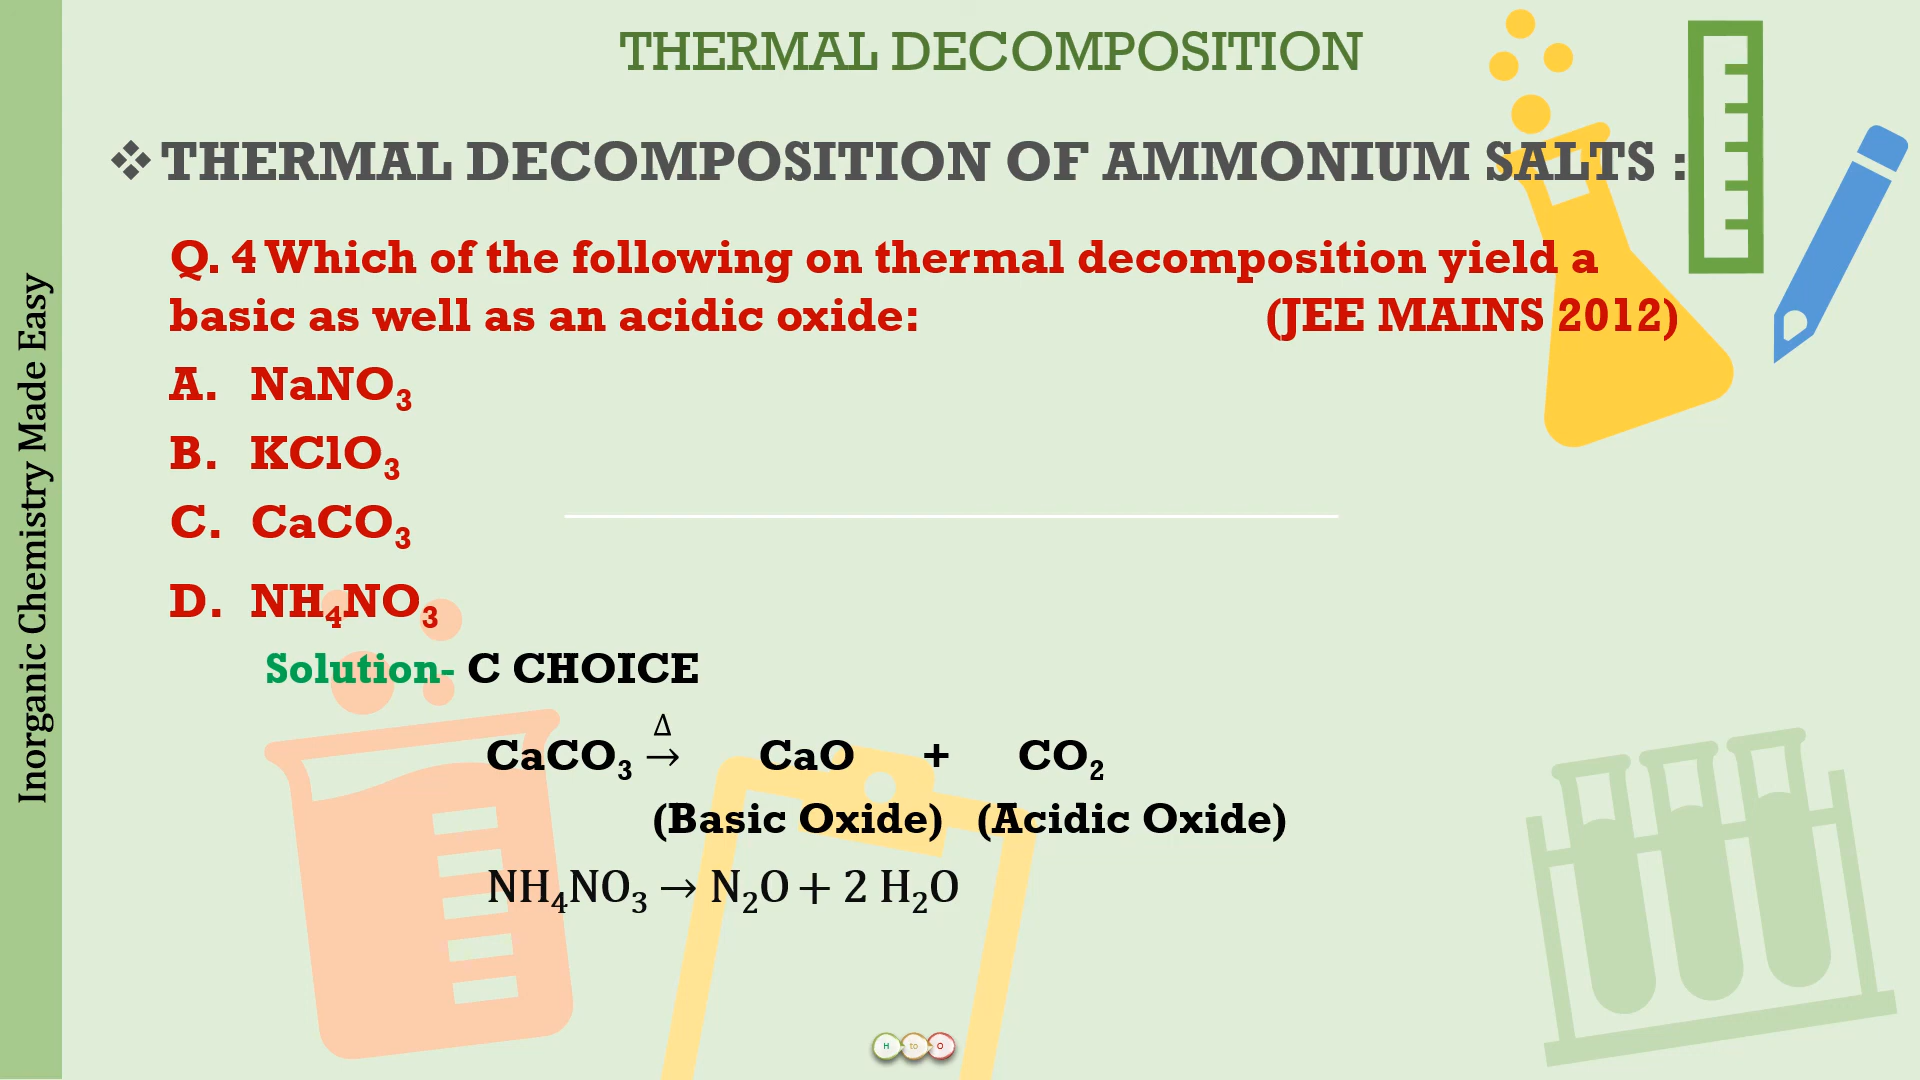 THERMAL DECOMPOSITION
❖THERMAL DECOMPOSITION OF AMMONIUM SALTS :
Q. 4 Which of the following on thermal decomposition yield a
basic as well as an acidic oxide: (JEE MAINS 2012)
A. NaNO₃
B. KClO₃
C. CaCO₃
D. NH₄NO₃
Solution- C CHOICE
Δ
CaCO₃ → CaO + CO₂
(Basic Oxide) (Acidic Oxide)
NH₄NO₃ → N₂O + 2 H₂O
Inorganic Chemistry Made Easy
H to O